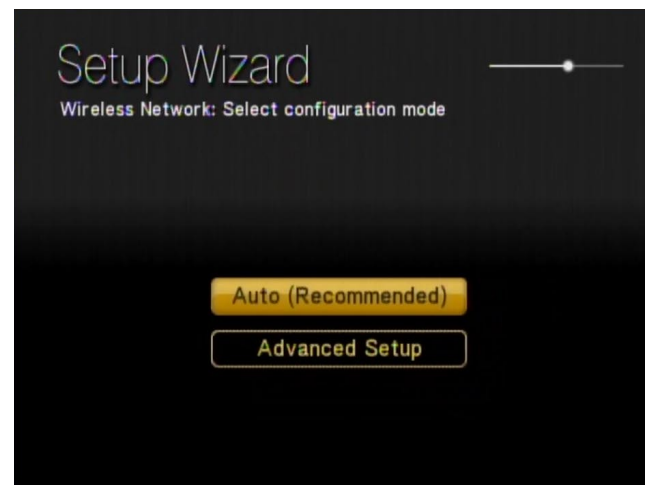 Setup Wizard
Wireless Network: Select configuration mode
Auto (Recommended)
Advanced Setup